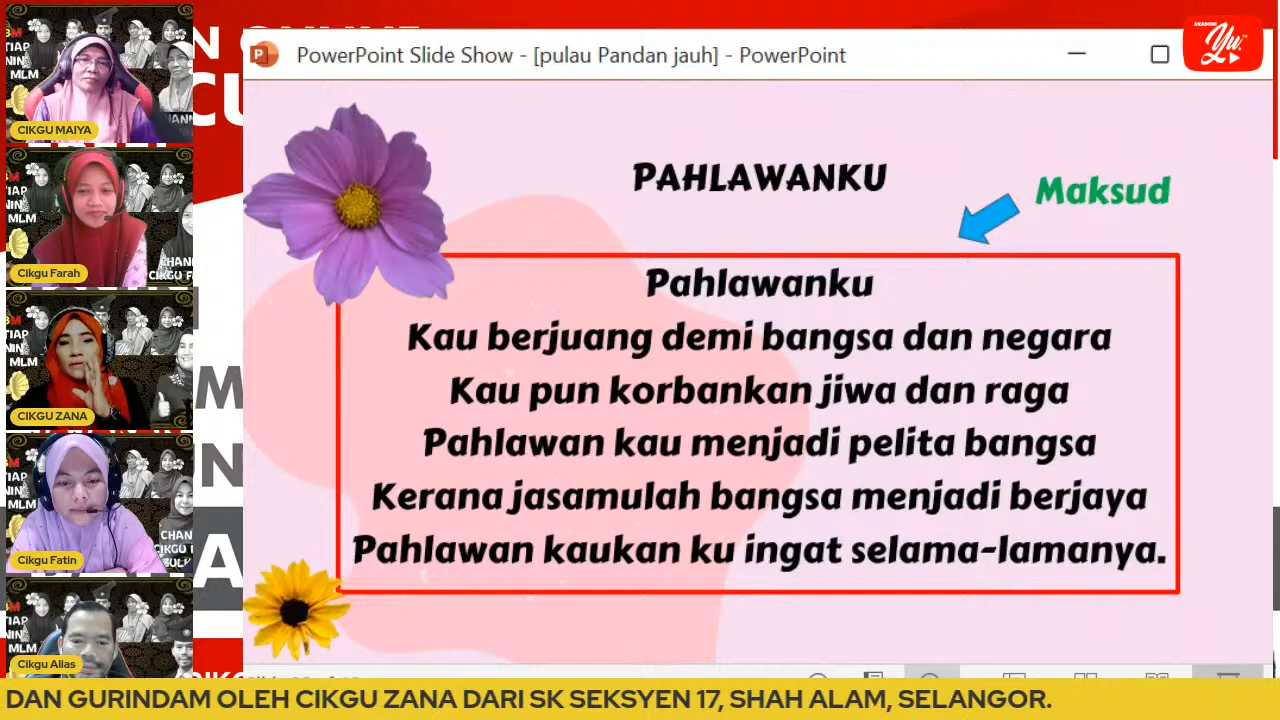 PowerPoint Slide Show - [pulau Pandan jauh] - PowerPoint
AKADEMI
YU.
PAHLAWANKU
Maksud
Pahlawanku
Kau berjuang demi bangsa dan negara
Kau pun korbankan jiwa dan raga
Pahlawan kau menjadi pelita bangsa
Kerana jasamulah bangsa menjadi berjaya
Pahlawan kaukan ku ingat selama-lamanya.
CIKGU MAIYA
Cikgu Farah
CIKGU ZANA
Cikgu Fatin
Cikgu Alias
DAN GURINDAM OLEH CIKGU ZANA DARI SK SEKSYEN 17, SHAH ALAM, SELANGOR.